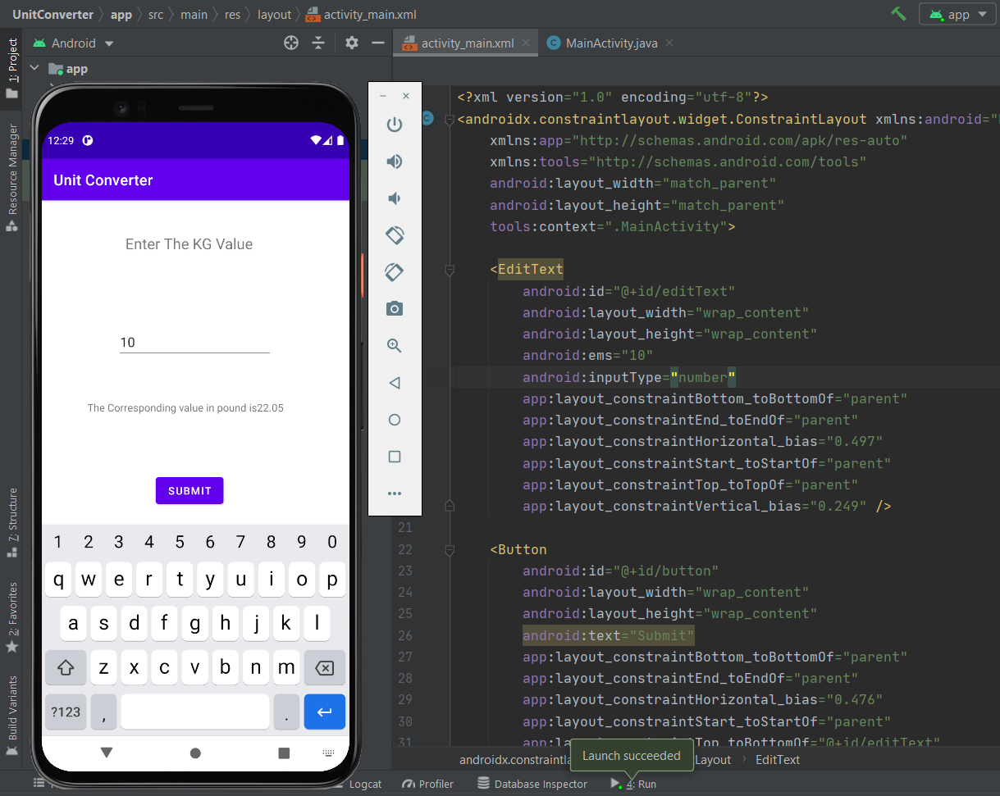 UnitConverter app src main res layout activity_main.xml app
Android activity_main.xml MainActivity.java
1: Project
app
Resource Manager
7: Structure
2: Favorites
Build Variants
12:29
Unit Converter
Enter The KG Value
10
The Corresponding value in pound is22.05
SUBMIT
1 2 3 4 5 6 7 8 9 0
q w e r t y u i o p
a s d f g h j k l
z x c v b n m
?123 , .
<?xml version="1.0" encoding="utf-8"?>
<androidx.constraintlayout.widget.ConstraintLayout xmlns:android="
xmlns:app="http://schemas.android.com/apk/res-auto"
xmlns:tools="http://schemas.android.com/tools"
android:layout_width="match_parent"
android:layout_height="match_parent"
tools:context=".MainActivity">
<EditText
android:id="@+id/editText"
android:layout_width="wrap_content"
android:layout_height="wrap_content"
android:ems="10"
android:inputType="number"
app:layout_constraintBottom_toBottomOf="parent"
app:layout_constraintEnd_toEndOf="parent"
app:layout_constraintHorizontal_bias="0.497"
app:layout_constraintStart_toStartOf="parent"
app:layout_constraintTop_toTopOf="parent"
app:layout_constraintVertical_bias="0.249" />
21
22 <Button
23 android:id="@+id/button"
24 android:layout_width="wrap_content"
25 android:layout_height="wrap_content"
26 android:text="Submit"
27 app:layout_constraintBottom_toBottomOf="parent"
28 app:layout_constraintEnd_toEndOf="parent"
29 app:layout_constraintHorizontal_bias="0.476"
30 app:layout_constraintStart_toStartOf="parent"
31 app:layout_constraintTop_toBottomOf="@+id/editText"
Launch succeeded
androidx.constraintla Layout EditText
Logcat Profiler Database Inspector 4: Run